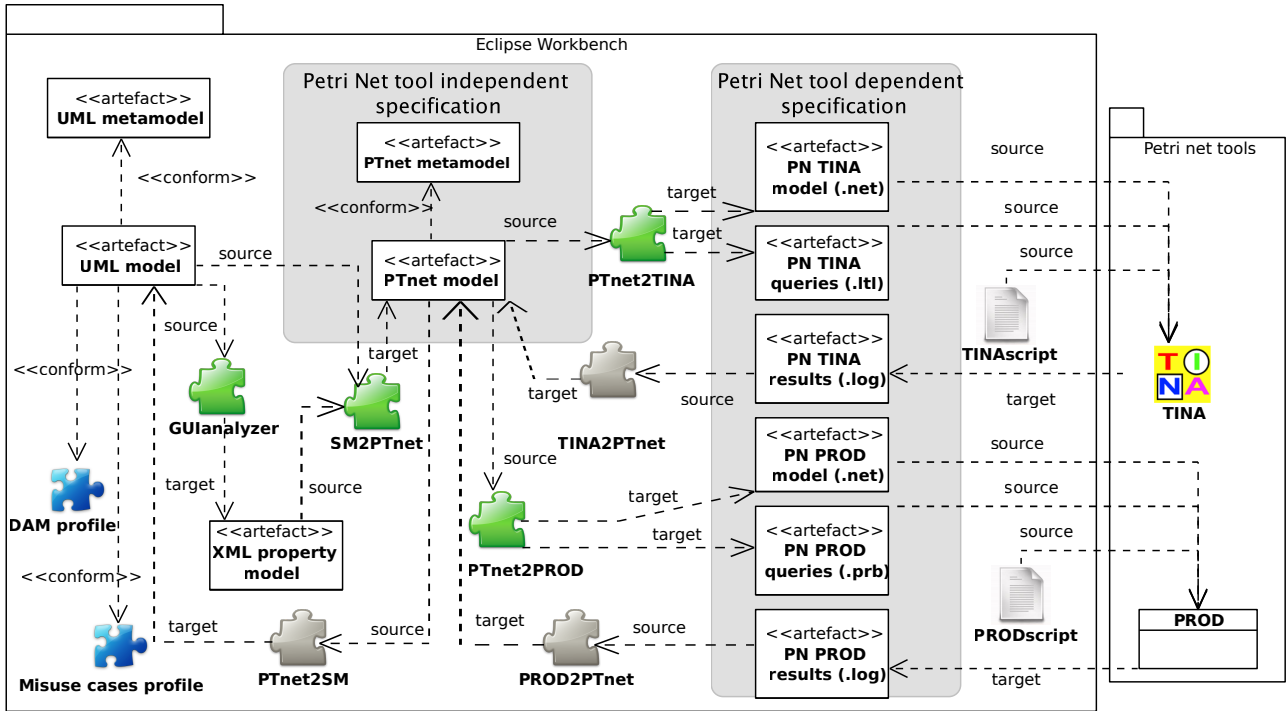 Eclipse Workbench
Petri Net tool independent
specification
Petri Net tool dependent
specification
Petri net tools
<<artefact>>
UML metamodel
<<conform>>
<<artefact>>
UML model
source
source
<<conform>>
<<conform>>
DAM profile
Misuse cases profile
GUIanalyzer
target
<<artefact>>
XML property
model
source
SM2PTnet
target
<<artefact>>
PTnet metamodel
<<conform>>
<<artefact>>
PTnet model
source
PTnet2TINA
target
target
<<artefact>>
PN TINA
model (.net)
source
<<artefact>>
PN TINA
queries (.ltl)
source
source
TINAscript
TINA
<<artefact>>
PN TINA
results (.log)
target
source
TINA2PTnet
target
source
PTnet2PROD
target
target
<<artefact>>
PN PROD
model (.net)
source
<<artefact>>
PN PROD
queries (.prb)
source
source
PRODscript
PROD
<<artefact>>
PN PROD
results (.log)
target
source
PROD2PTnet
target
source
PTnet2SM
target